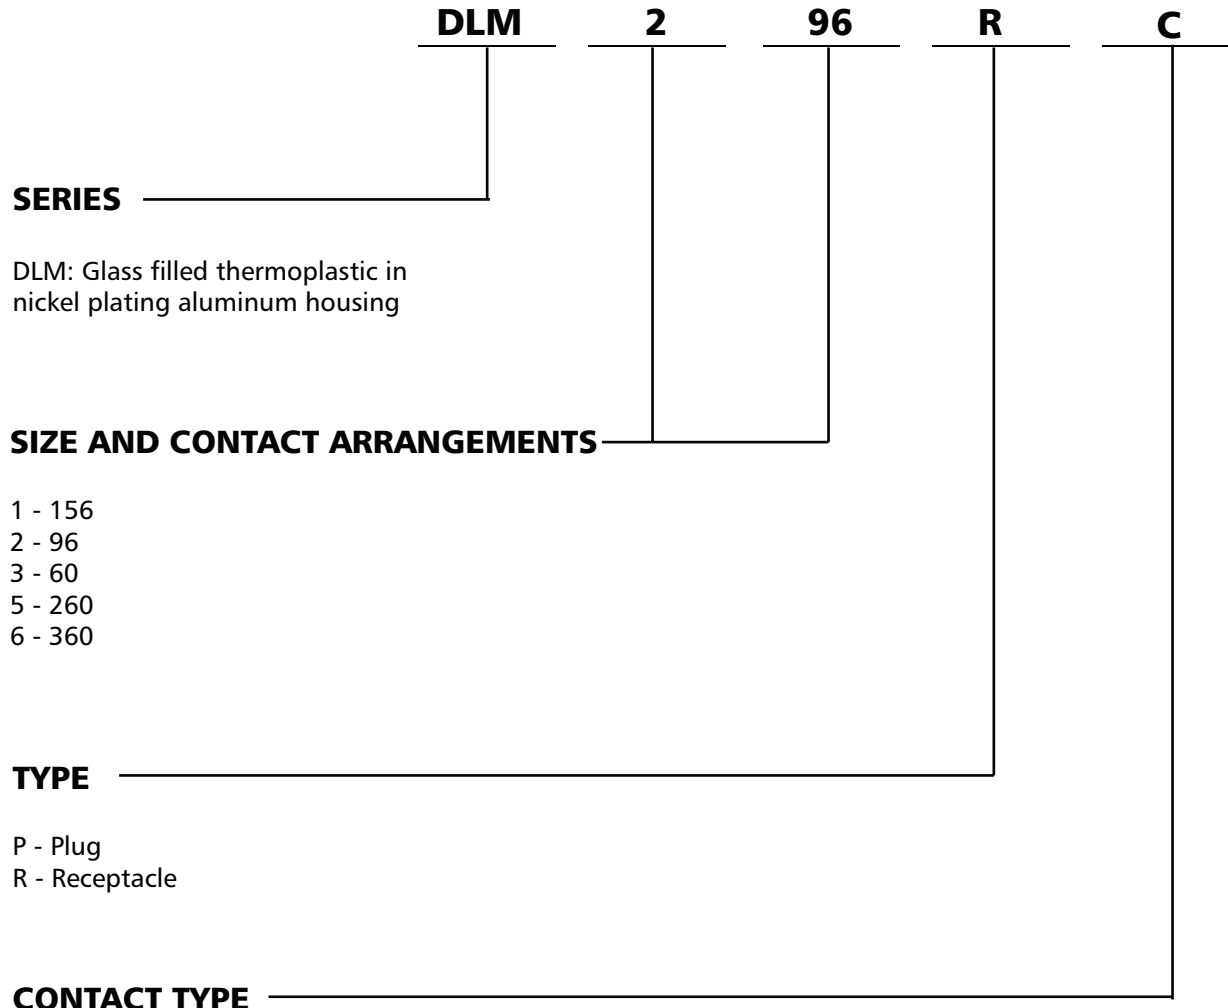 DLM 2 96 R C
SERIES
DLM: Glass filled thermoplastic in
nickel plating aluminum housing
SIZE AND CONTACT ARRANGEMENTS
1 - 156
2 - 96
3 - 60
5 - 260
6 - 360
TYPE
P - Plug
R - Receptacle
CONTACT TYPE